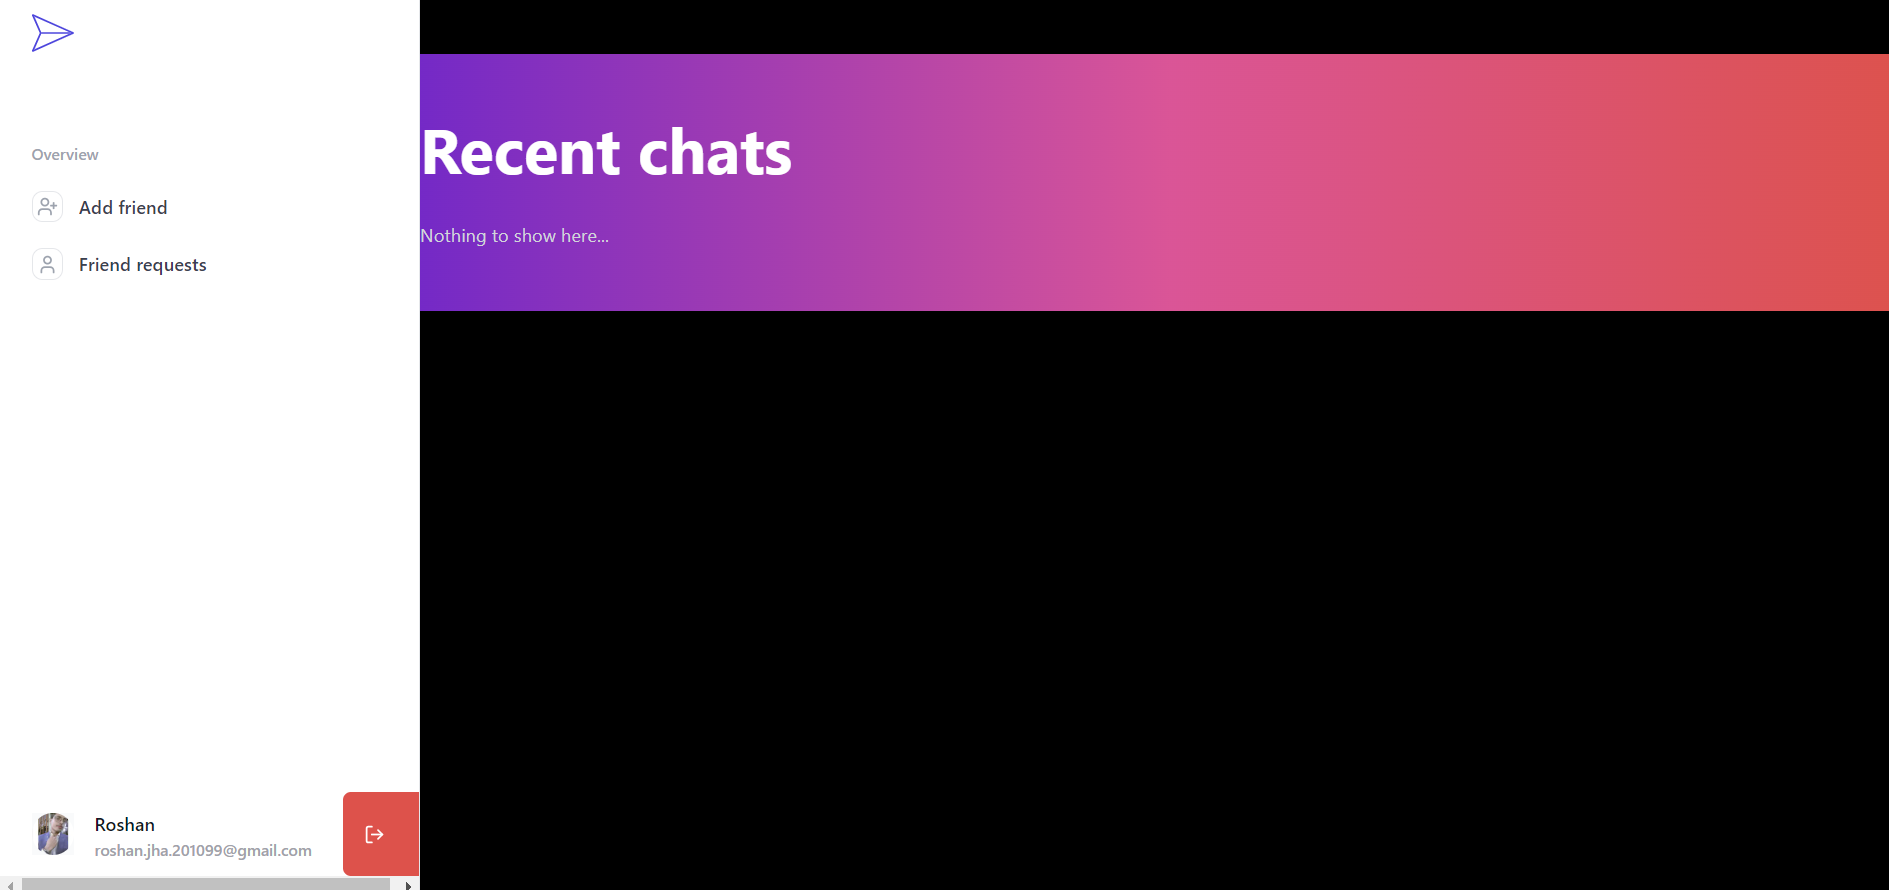 Overview
Add friend
Friend requests
Recent chats
Nothing to show here...
Roshan
roshan.jha.201099@gmail.com